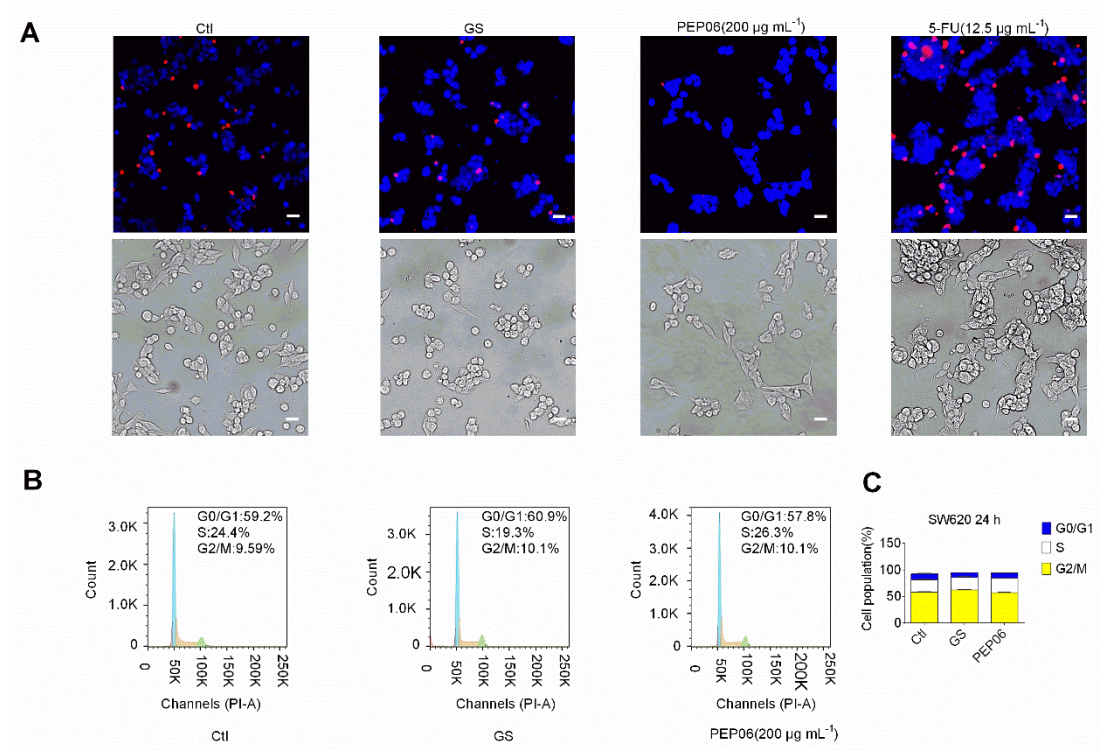 A
Ctl
GS
PEP06(200 µg mL⁻¹)
5-FU(12.5 µg mL⁻¹)
B
G0/G1:59.2%
S:24.4%
G2/M:9.59%
Count
3.0K
2.0K
1.0K
0
0
50K
100K
150K
200K
250K
Channels (PI-A)
Ctl
G0/G1:60.9%
S:19.3%
G2/M:10.1%
Count
3.0K
2.0K
1.0K
0
0
50K
100K
150K
200K
250K
Channels (PI-A)
GS
G0/G1:57.8%
S:26.3%
G2/M:10.1%
Count
4.0K
3.0K
2.0K
1.0K
0
0
50K
100K
150K
200K
250K
Channels (PI-A)
PEP06(200 µg mL⁻¹)
C
SW620 24 h
Cell population(%)
150
100
50
0
Ctl
GS
PEP06
G0/G1
S
G2/M